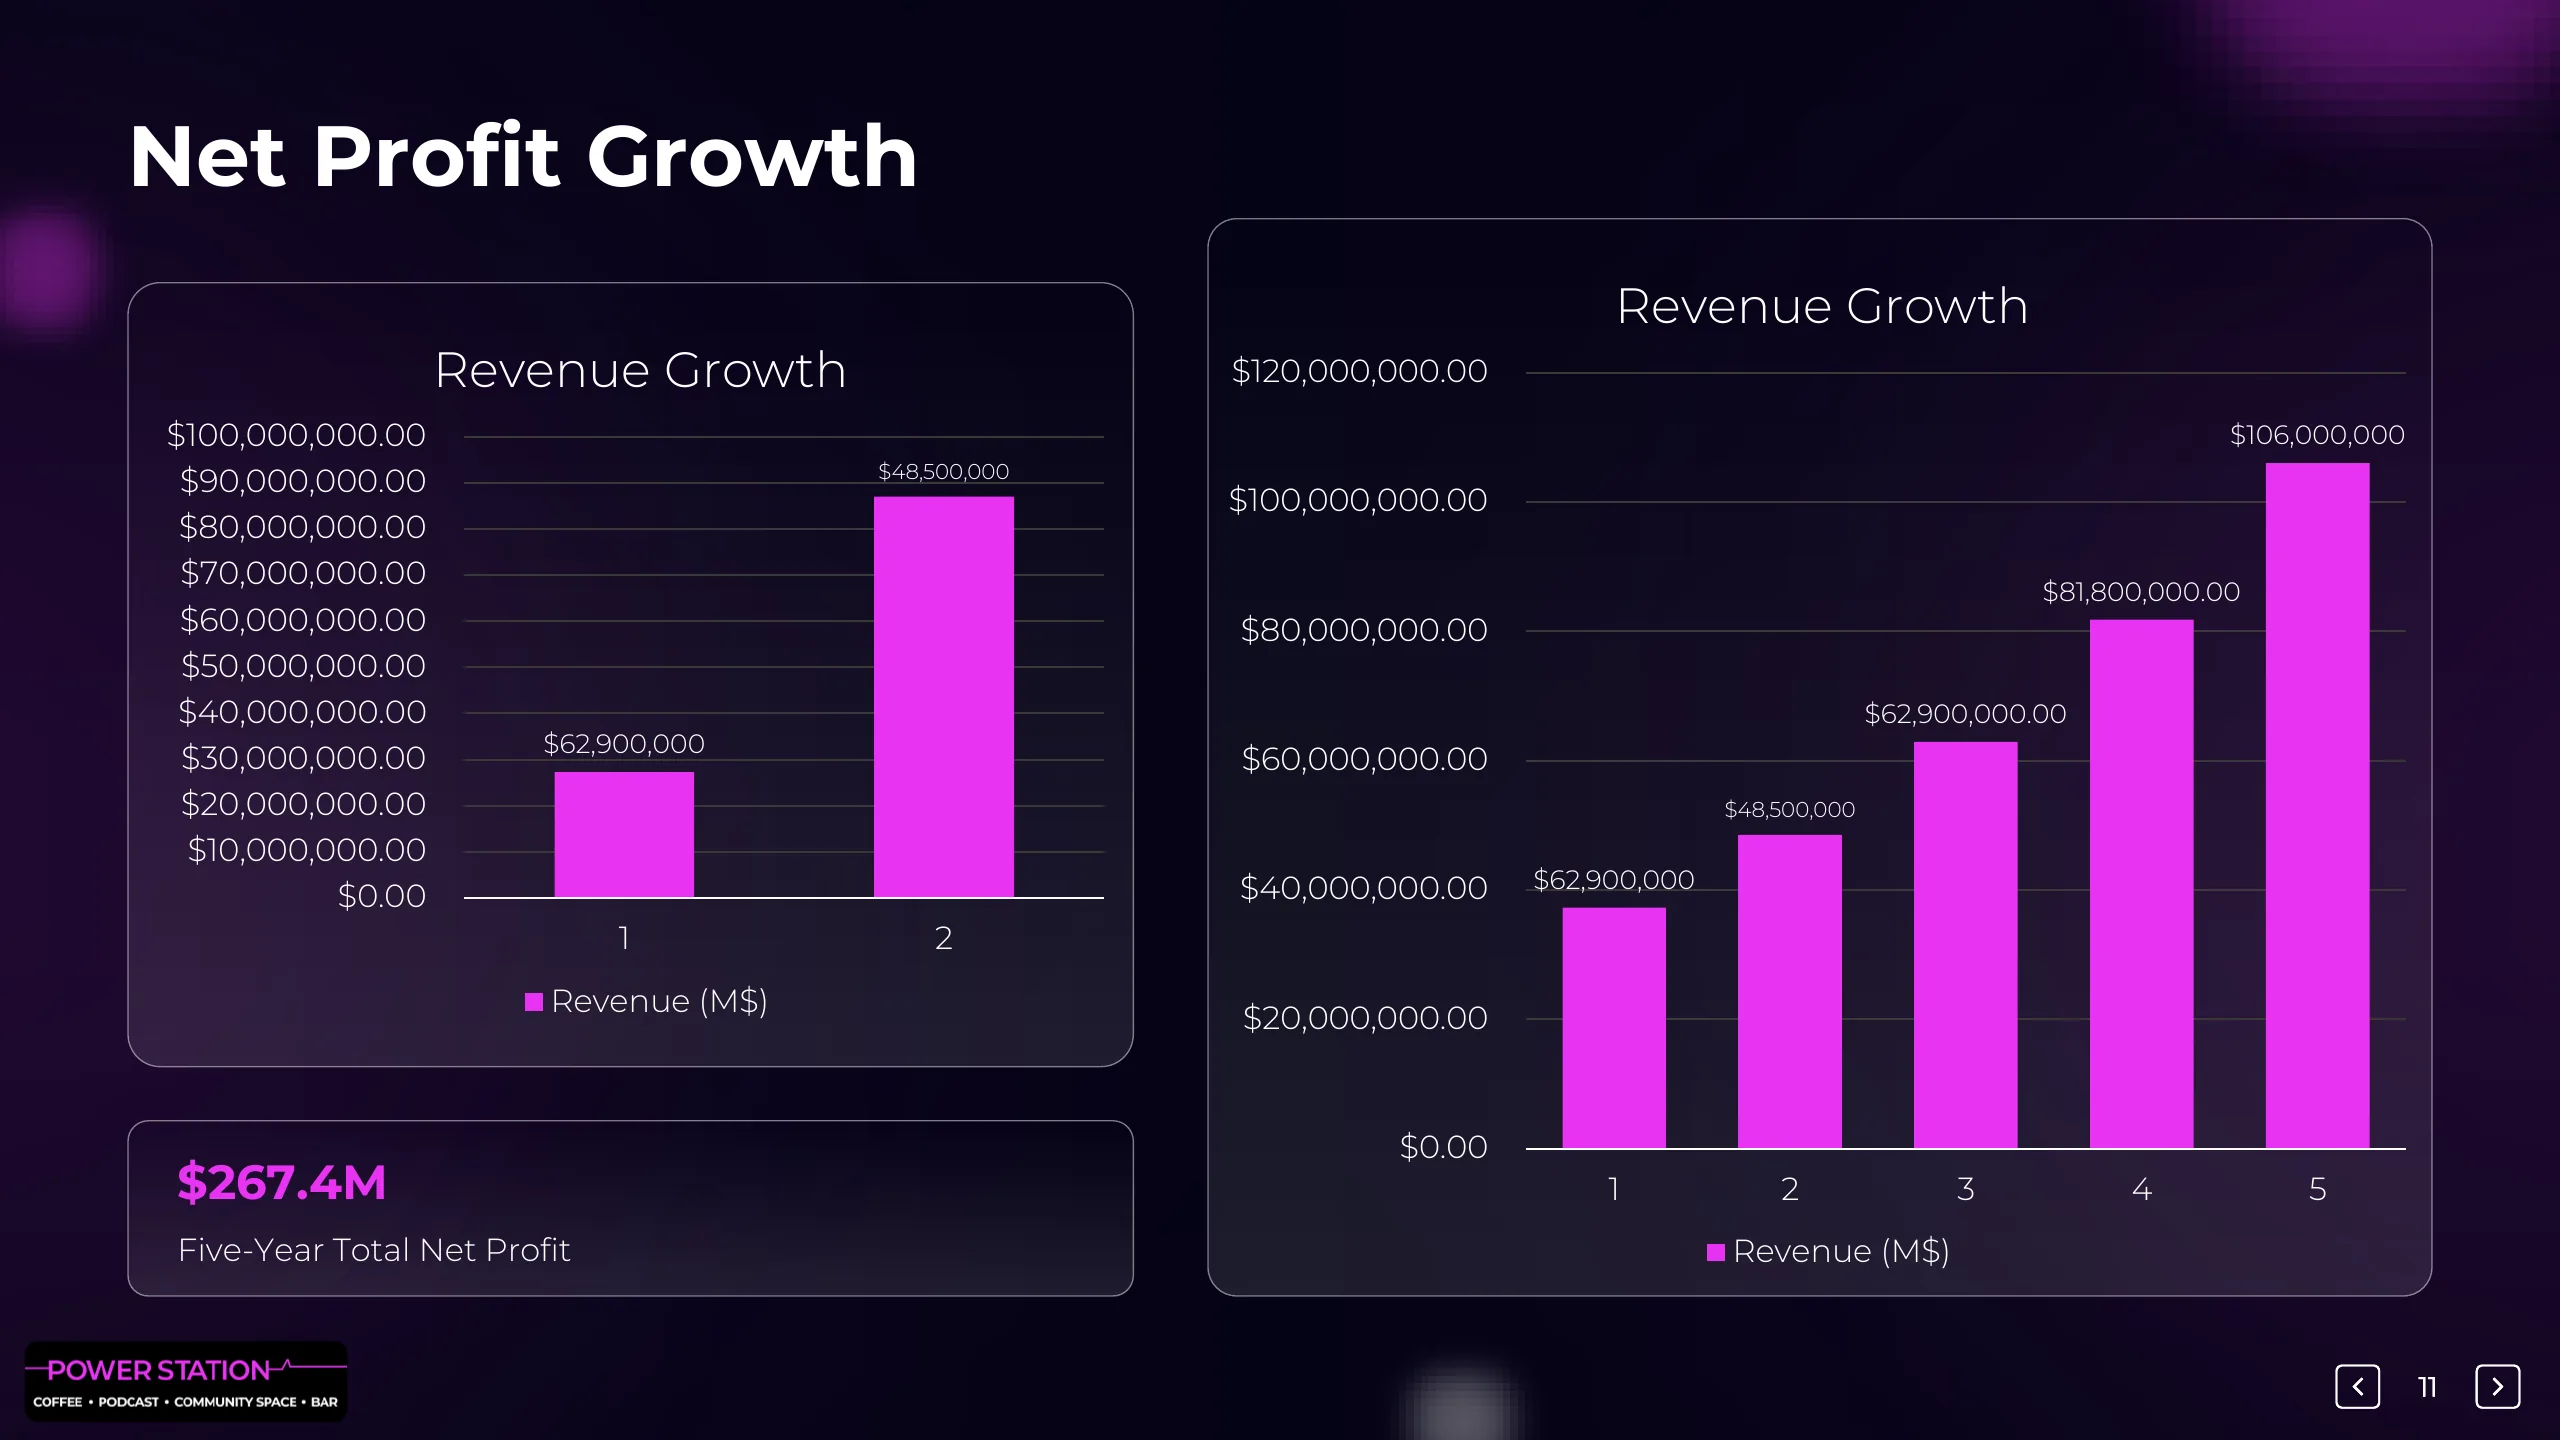 Net Profit Growth
Revenue Growth
$100,000,000.00
$90,000,000.00
$80,000,000.00
$70,000,000.00
$60,000,000.00
$50,000,000.00
$40,000,000.00
$30,000,000.00
$20,000,000.00
$10,000,000.00
$0.00
$62,900,000
$48,500,000
1 2
Revenue (M$)
$267.4M
Five-Year Total Net Profit
Revenue Growth
$120,000,000.00
$100,000,000.00
$80,000,000.00
$60,000,000.00
$40,000,000.00
$20,000,000.00
$0.00
$62,900,000
$48,500,000
$62,900,000.00
$81,800,000.00
$106,000,000
1 2 3 4 5
Revenue (M$)
POWER STATION
COFFEE • PODCAST • COMMUNITY SPACE • BAR
11